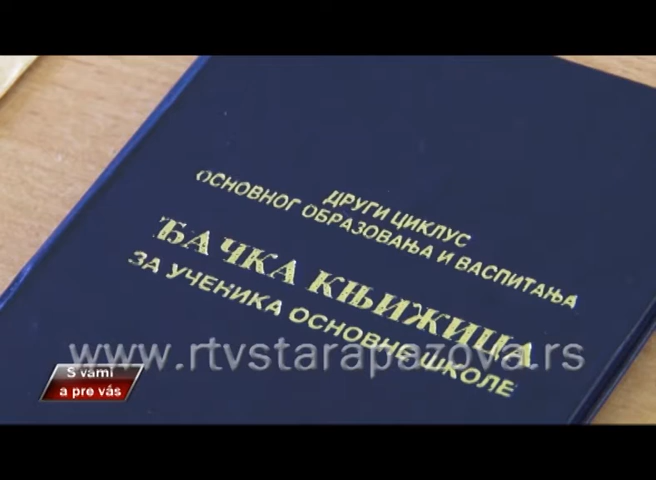 ДРУГИ ЦИКЛУС
ОСНОВНОГ ОБРАЗОВАЊА И ВАСПИТАЊА
ЂАЧКА КЊИЖИЦА
ЗА УЧЕНИКА ОСНОВНЕ ШКОЛЕ
www.rtvstarapazova.rs
S vami
a pre vás